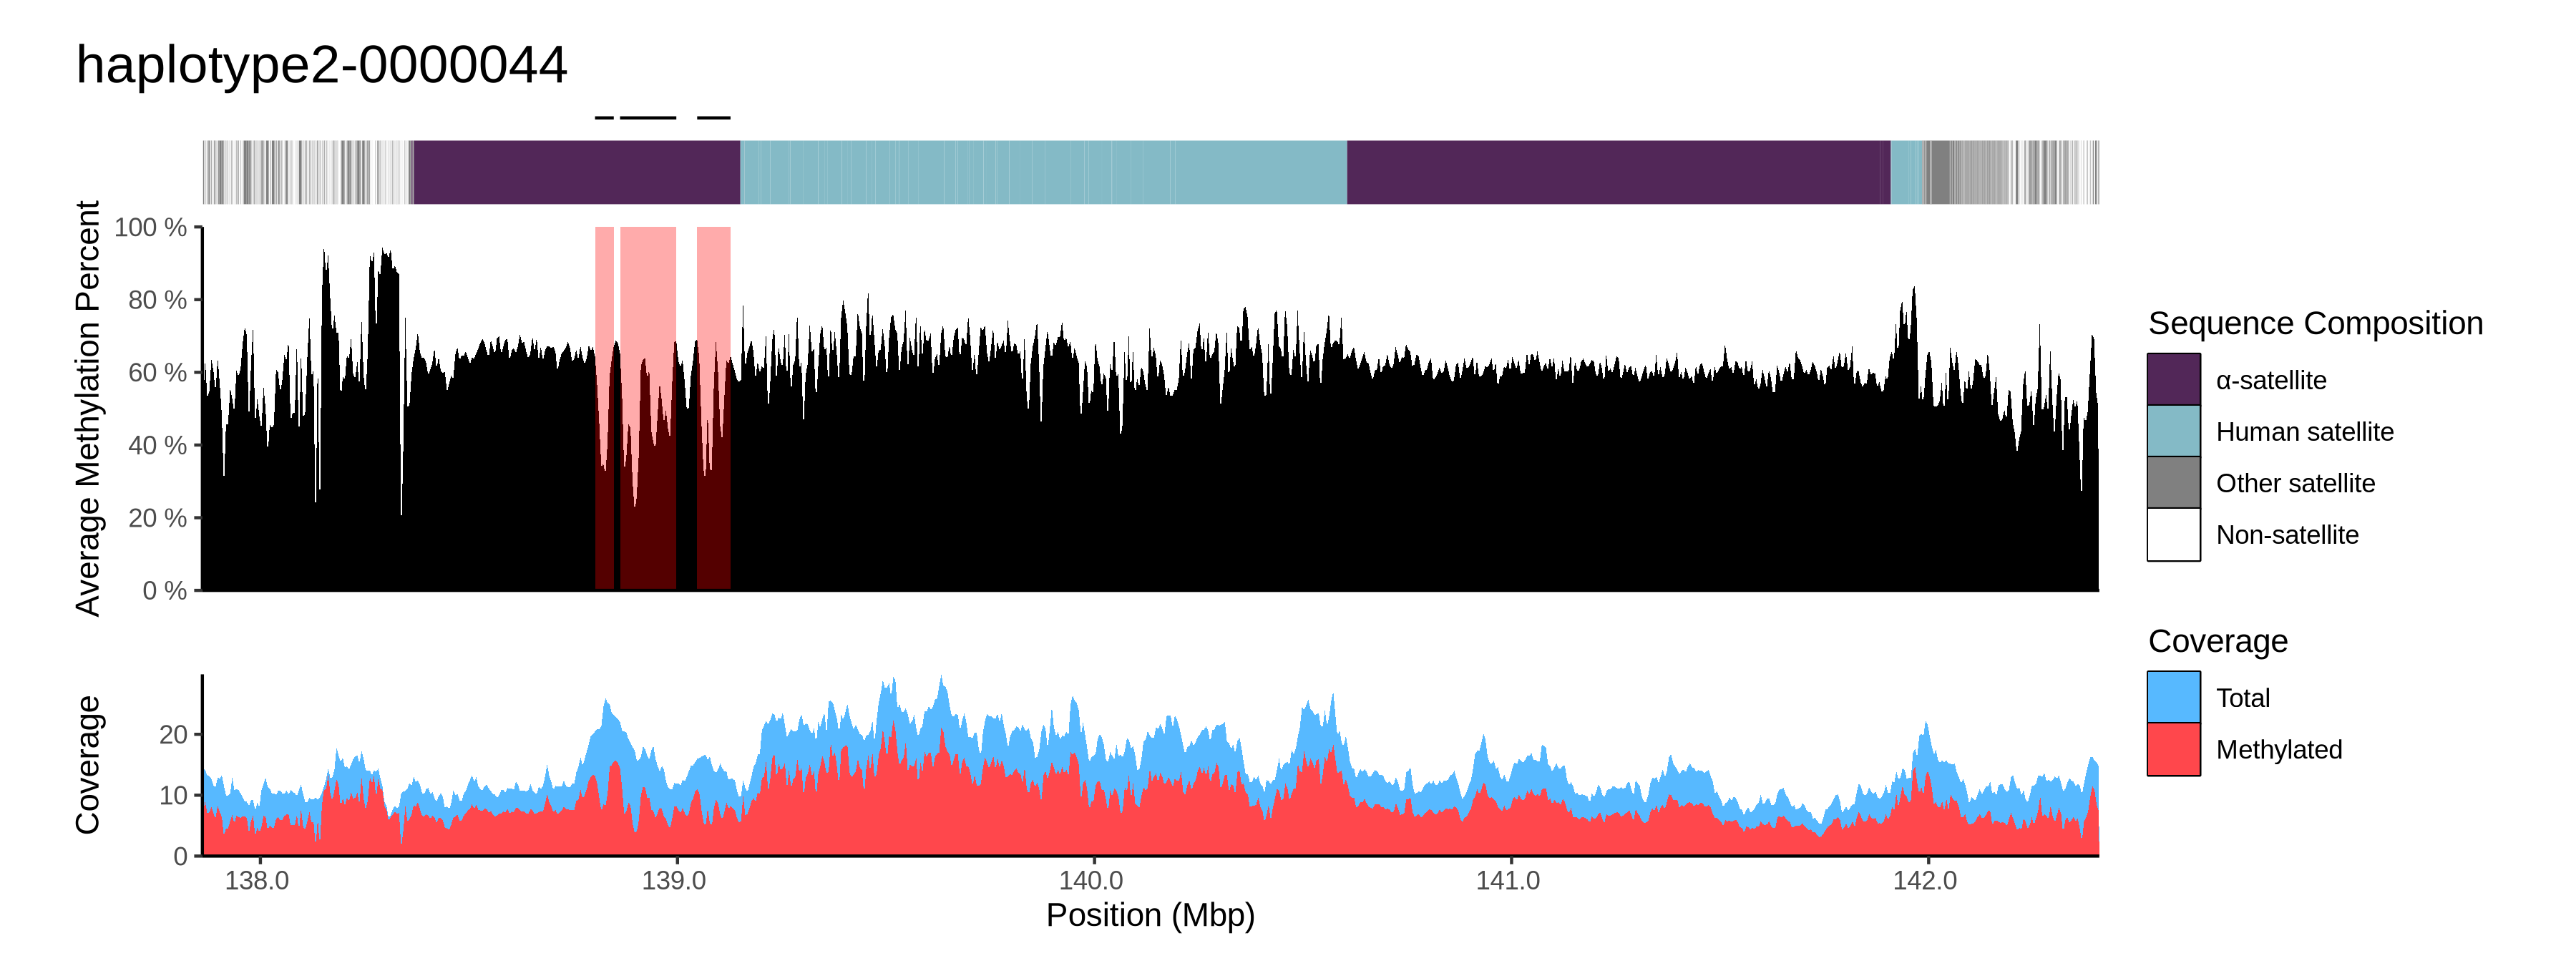 haplotype2-0000044
Average Methylation Percent
100 %
80 %
60 %
40 %
20 %
0 %
Sequence Composition
α-satellite
Human satellite
Other satellite
Non-satellite
Coverage
Total
Methylated
Coverage
20
10
0
138.0 139.0 140.0 141.0 142.0
Position (Mbp)